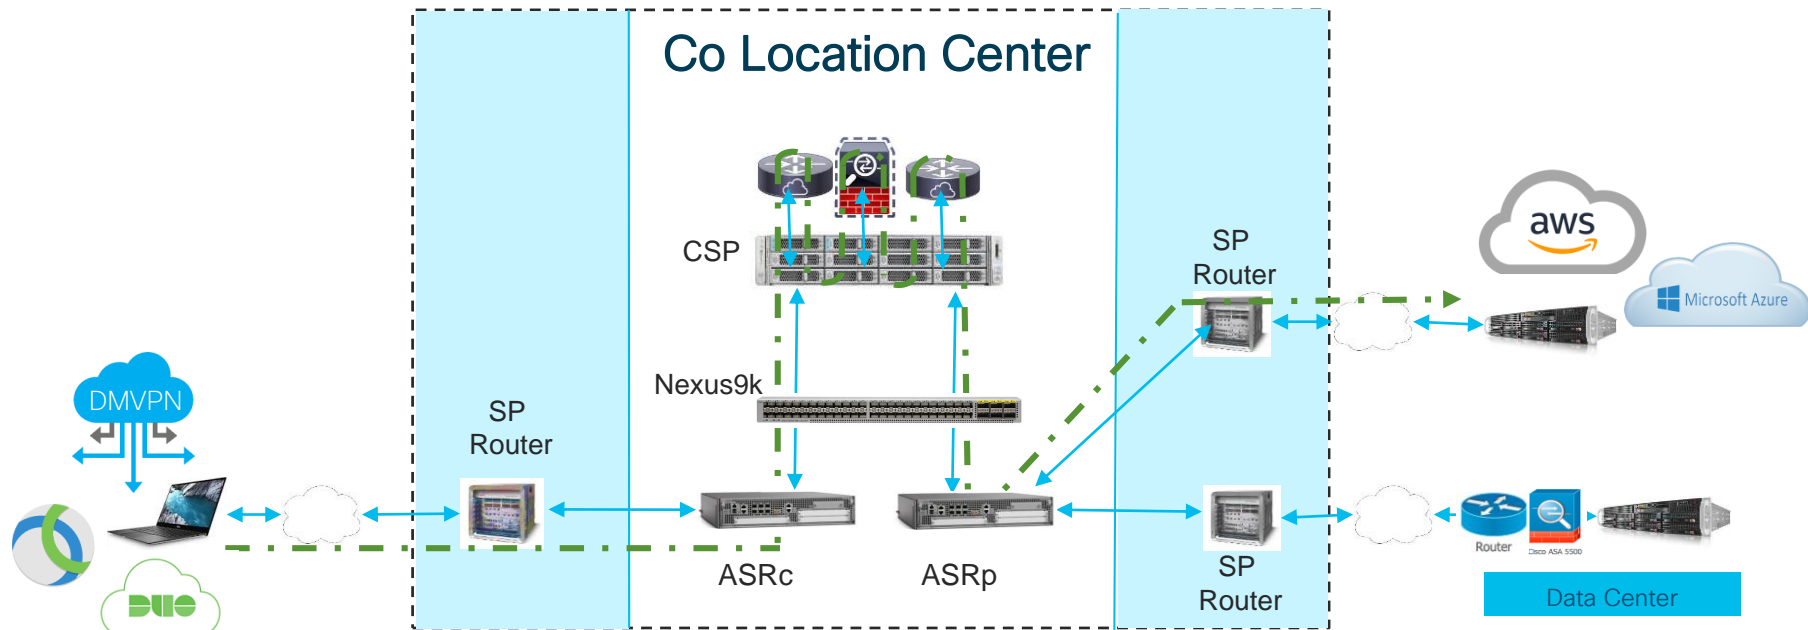 Co Location Center
CSP
SP
Router
aws
Microsoft Azure
Nexus9k
DMVPN
SP
Router
ASRc
ASRp
SP
Router
Router
Cisco ASA 5500
DUO
Data Center